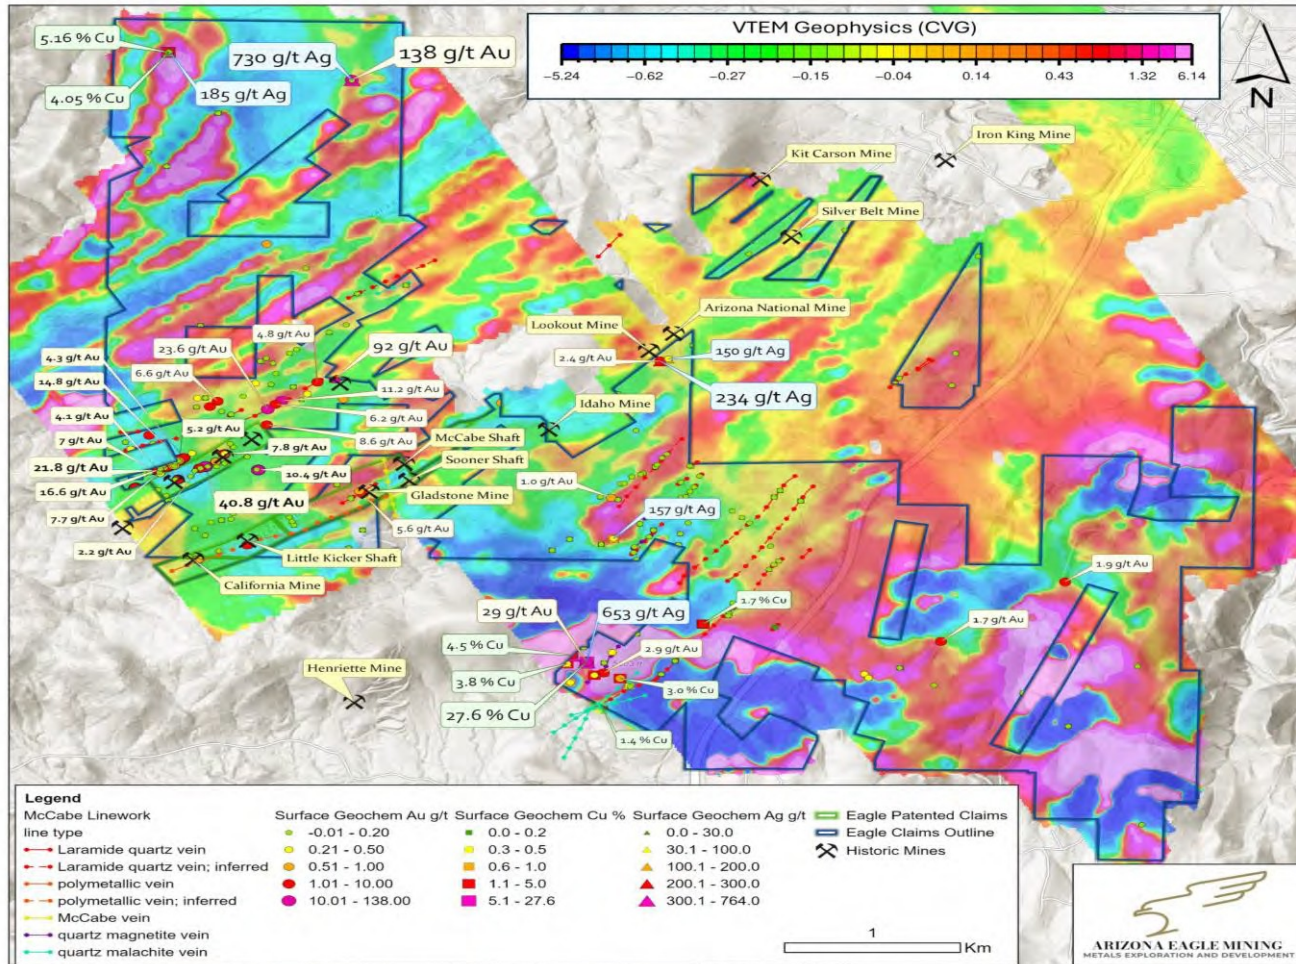 VTEM Geophysics (CVG)
−5.24 −0.62 −0.27 −0.15 −0.04 0.14 0.43 1.32 6.14
N
5.16 % Cu
730 g/t Ag
138 g/t Au
4.05 % Cu
185 g/t Ag
Iron King Mine
Kit Carson Mine
Silver Belt Mine
Arizona National Mine
Lookout Mine
4.8 g/t Au
2.4 g/t Au
150 g/t Ag
234 g/t Ag
4.3 g/t Au
23.6 g/t Au
92 g/t Au
14.8 g/t Au
6.6 g/t Au
11.2 g/t Au
Idaho Mine
4.1 g/t Au
5.2 g/t Au
6.2 g/t Au
7 g/t Au
7.8 g/t Au
8.6 g/t Au
McCabe Shaft
21.8 g/t Au
10.4 g/t Au
Sooner Shaft
16.6 g/t Au
40.8 g/t Au
Gladstone Mine
1.0 g/t Au
7.7 g/t Au
5.6 g/t Au
157 g/t Ag
2.2 g/t Au
Little Kicker Shaft
California Mine
1.9 g/t Au
29 g/t Au
653 g/t Ag
1.7 % Cu
1.7 g/t Au
4.5 % Cu
2.9 g/t Au
Henriette Mine
3.8 % Cu
3.0 % Cu
27.6 % Cu
1.4 % Cu
Legend
McCabe Linework
line type
Laramide quartz vein
Laramide quartz vein; inferred
polymetallic vein
polymetallic vein; inferred
McCabe vein
quartz magnetite vein
quartz malachite vein
Surface Geochem Au g/t
-0.01 - 0.20
0.21 - 0.50
0.51 - 1.00
1.01 - 10.00
10.01 - 138.00
Surface Geochem Cu %
0.0 - 0.2
0.3 - 0.5
0.6 - 1.0
1.1 - 5.0
5.1 - 27.6
Surface Geochem Ag g/t
0.0 - 30.0
30.1 - 100.0
100.1 - 200.0
200.1 - 300.0
300.1 - 764.0
Eagle Patented Claims
Eagle Claims Outline
Historic Mines
1
Km
ARIZONA EAGLE MINING
METALS EXPLORATION AND DEVELOPMENT